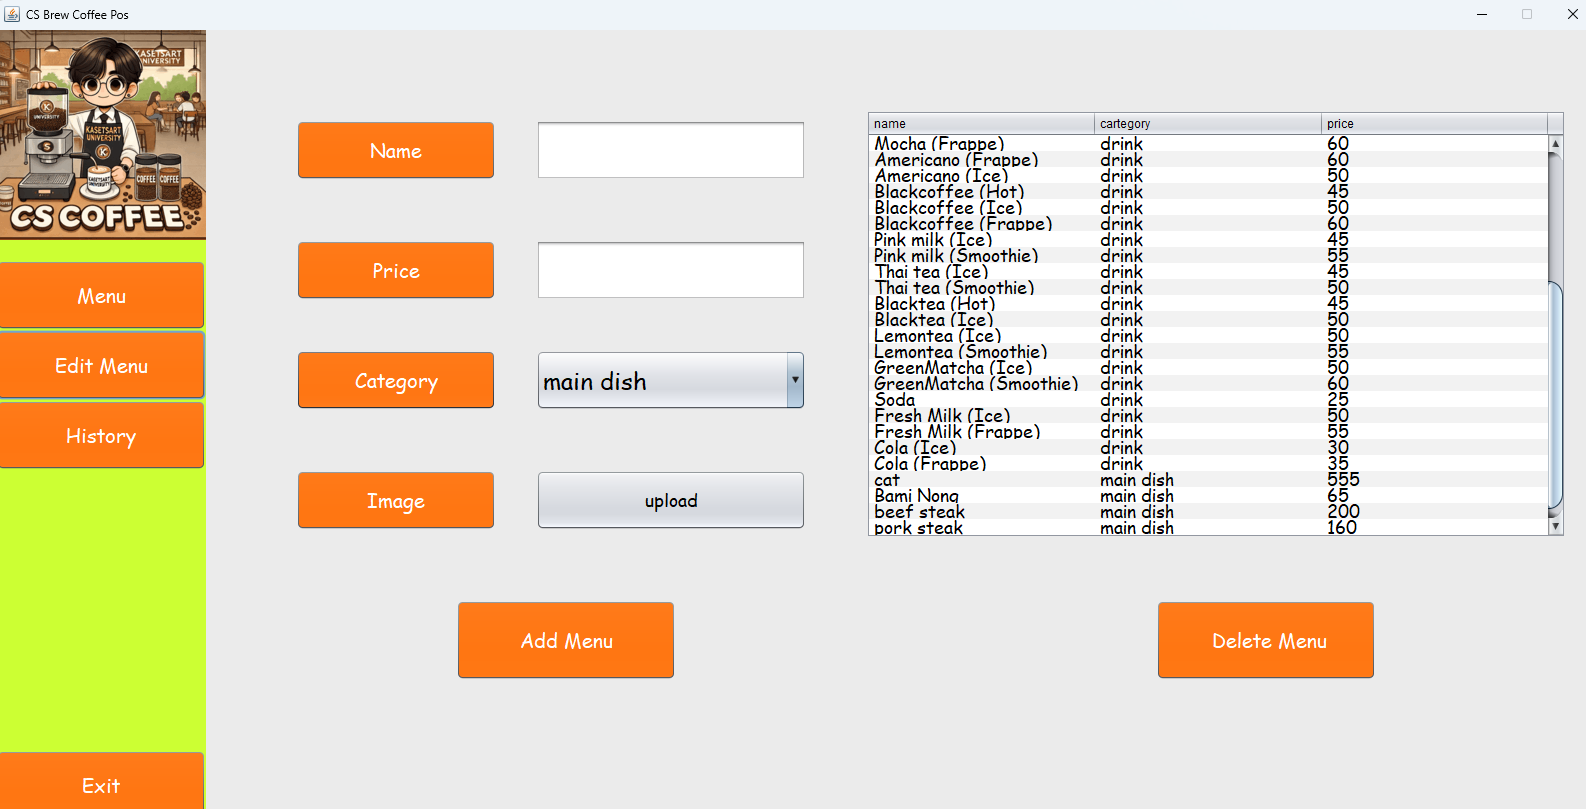 CS Brew Coffee Pos
KASETSART
UNIVERSITY
K
UNIVERSITY
KASETSART
UNIVERSITY
K
S
KASETSART
UNIVERSITY
COFFEE
COFFEE
CS COFFEE
Menu
Edit Menu
History
Exit
Name
Price
Category
main dish
Image
upload
Add Menu
name cartegory price
Mocha (Frappe) drink 60
Americano (Frappe) drink 60
Americano (Ice) drink 50
Blackcoffee (Hot) drink 45
Blackcoffee (Ice) drink 50
Blackcoffee (Frappe) drink 60
Pink milk (Ice) drink 45
Pink milk (Smoothie) drink 55
Thai tea (Ice) drink 45
Thai tea (Smoothie) drink 50
Blacktea (Hot) drink 45
Blacktea (Ice) drink 50
Lemontea (Ice) drink 50
Lemontea (Smoothie) drink 55
GreenMatcha (Ice) drink 50
GreenMatcha (Smoothie) drink 60
Soda drink 25
Fresh Milk (Ice) drink 50
Fresh Milk (Frappe) drink 55
Cola (Ice) drink 30
Cola (Frappe) drink 35
cat main dish 555
Bami Nong main dish 65
beef steak main dish 200
pork steak main dish 160
Delete Menu